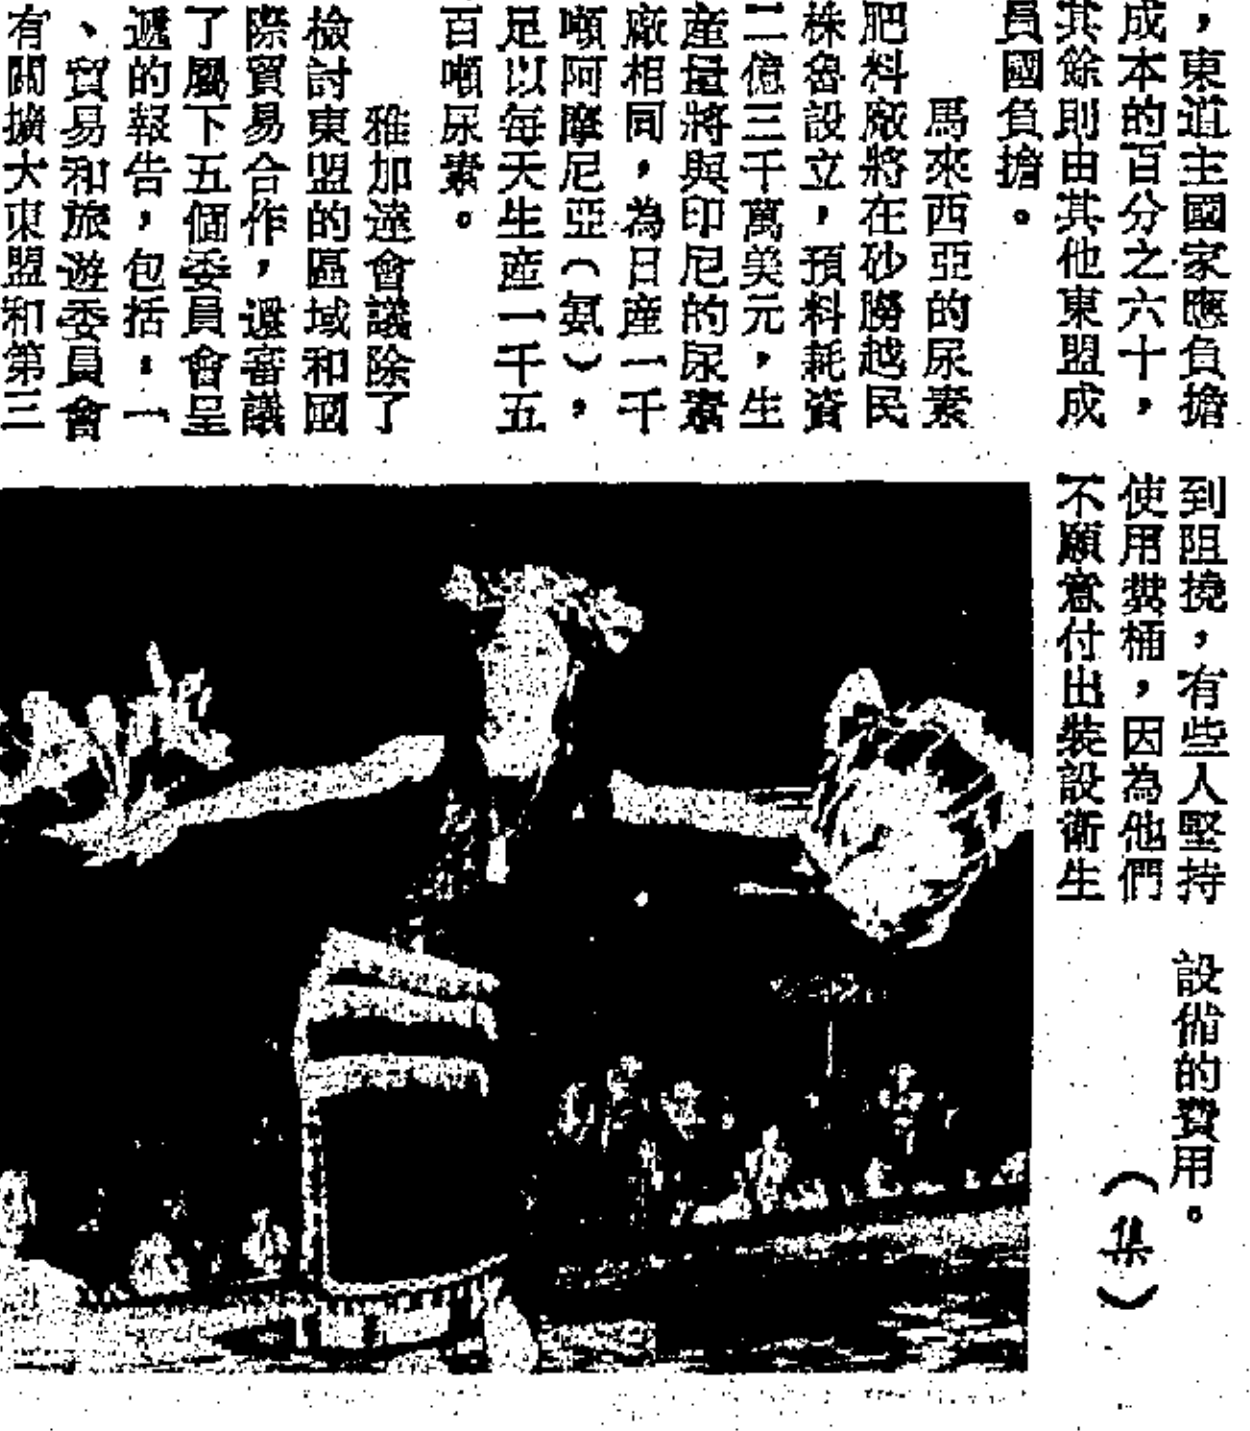 ，東道主國家應負擔
成本的百分之六十，
其餘則由其他東盟成
員國負擔。
馬來西亞的尿素
肥料廠將在砂朥越民
株魯設立，預料耗資
二億三千萬美元，生
產量將與印尼的尿素
廠相同，為日產一千
噸阿摩尼亞（氨），
足以每天生產一千五
百噸尿素。
雅加達會議除了
檢討東盟的區域和國
際貿易合作，還審議
了屬下五個委員會呈
遞的報告，包括：一
、貿易和旅遊委員會
有關擴大東盟和第三
到阻撓，有些人堅持
使用糞桶，因為他們
不願意付出裝設衛生
設備的費用。
（集）